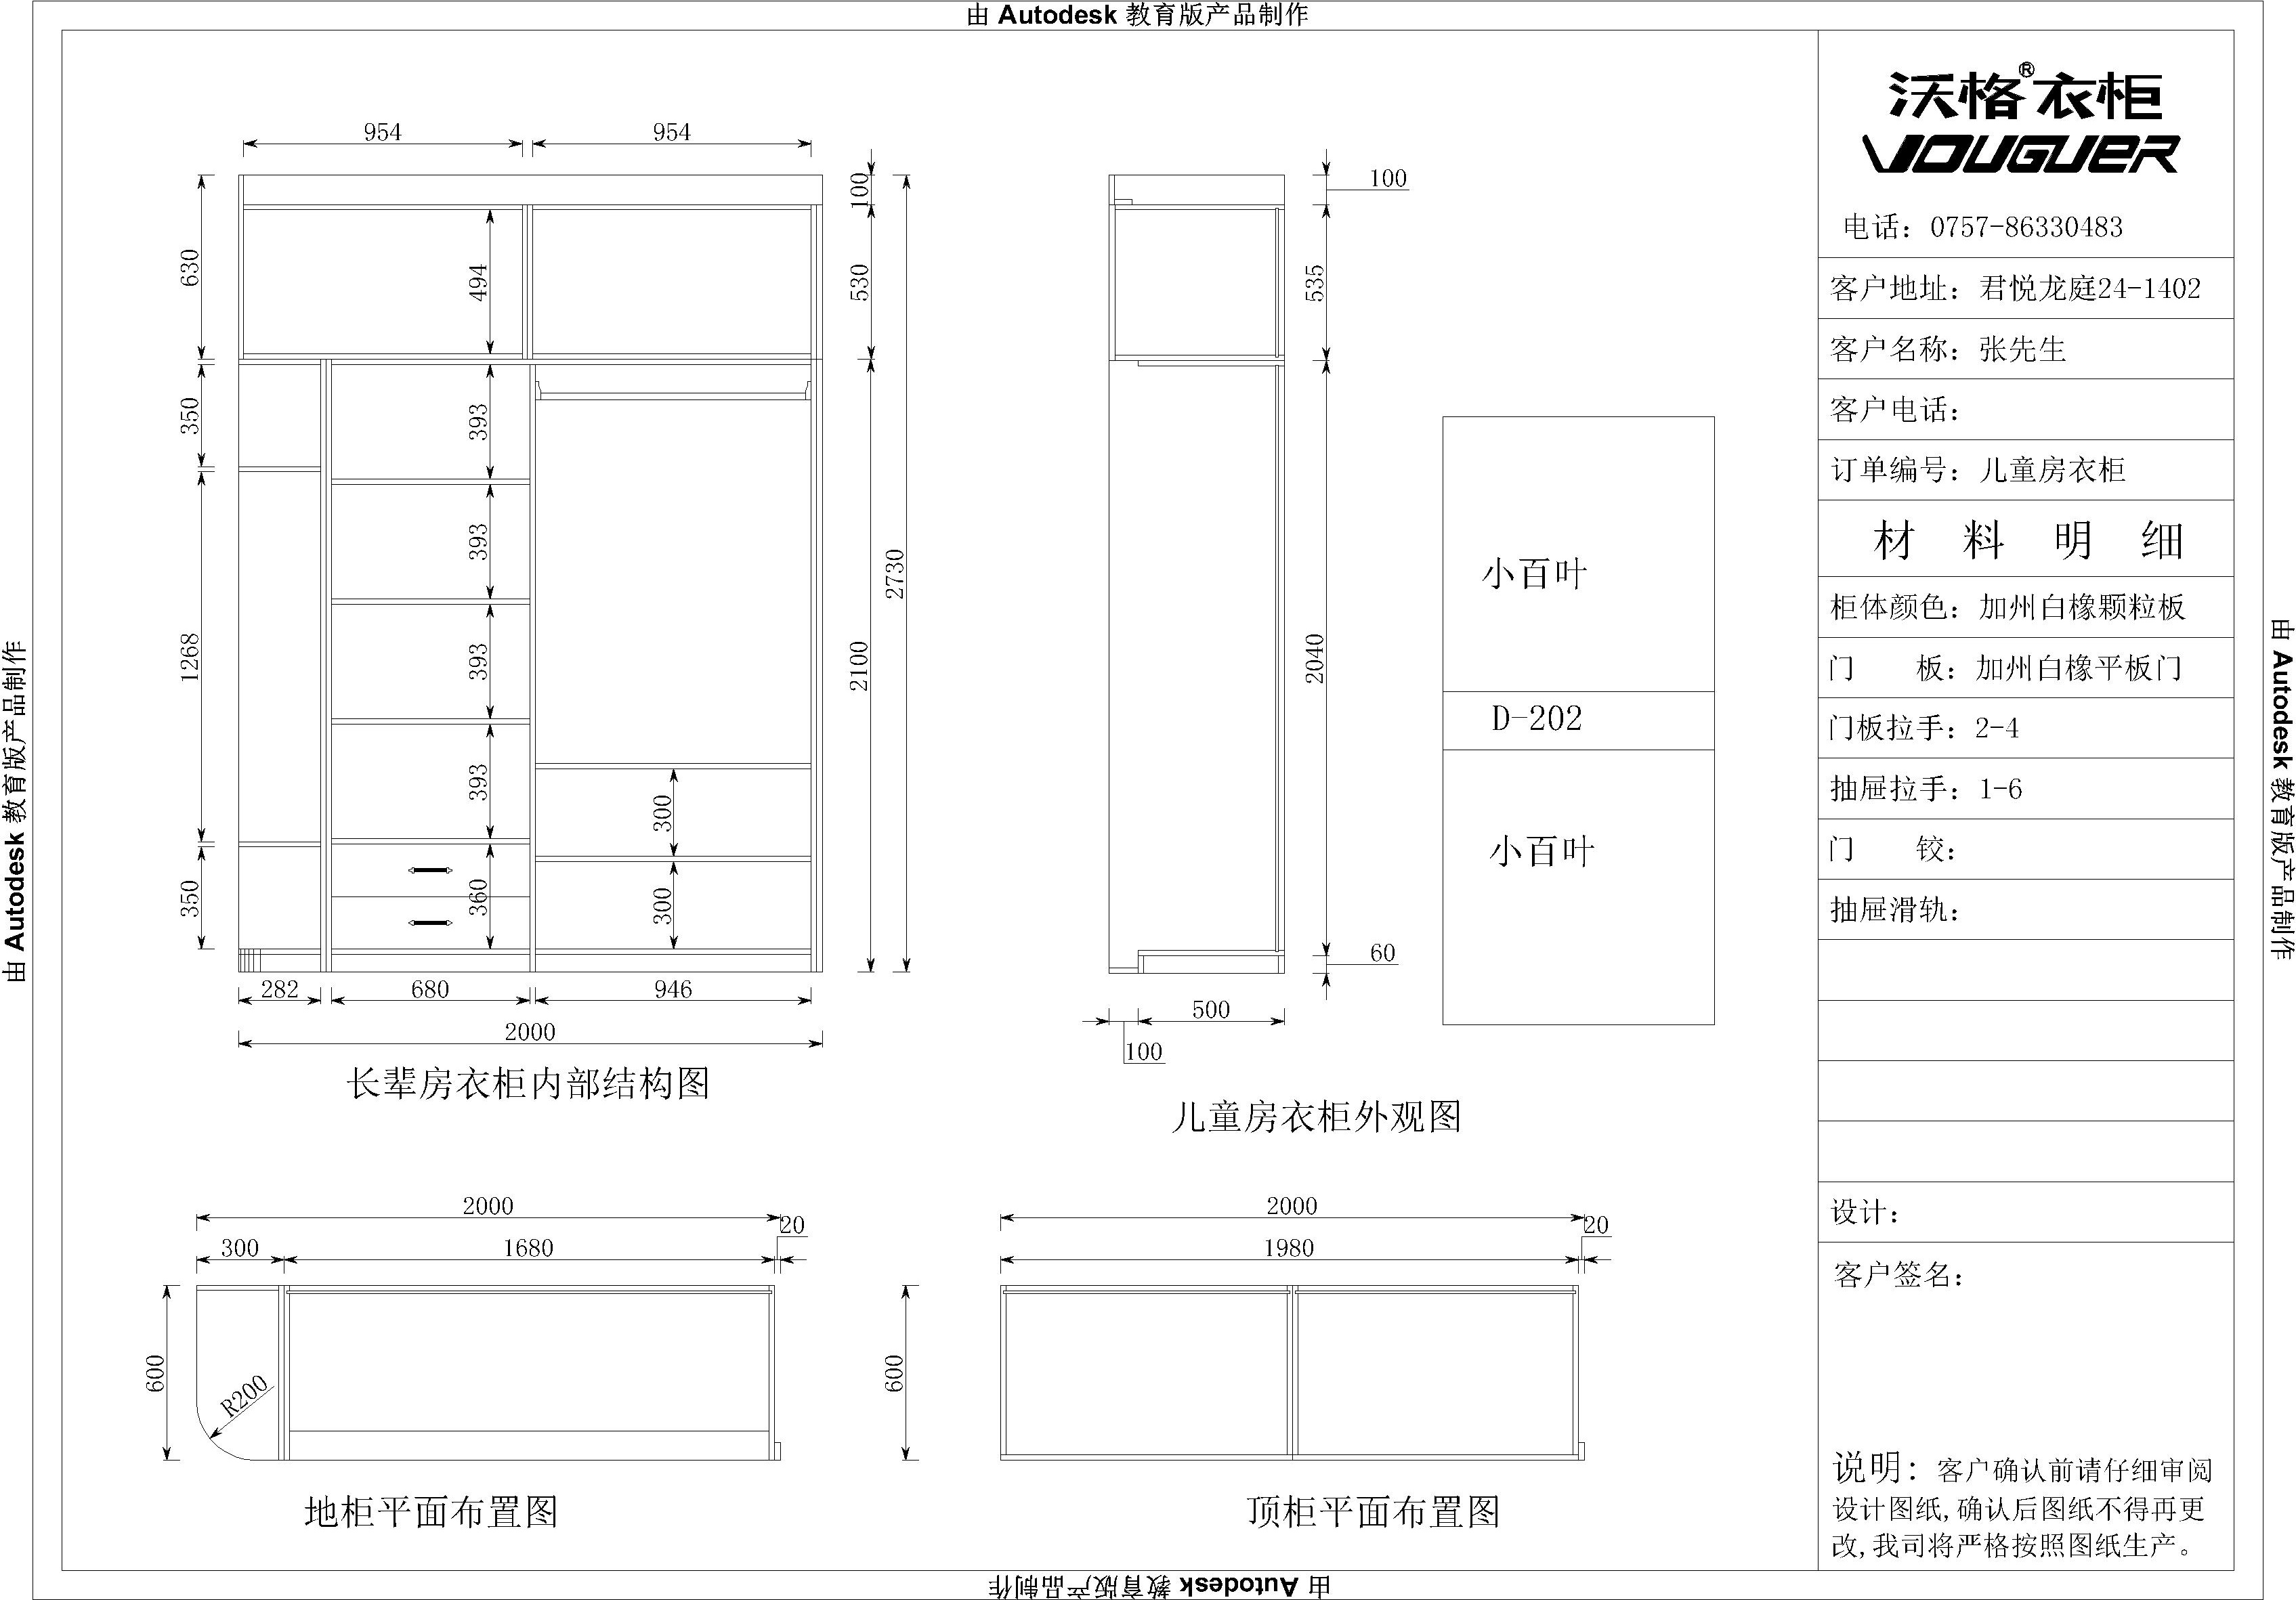 由 Autodesk 教育版产品制作
沃格®衣柜
VOUGUER
电话：0757-86330483
客户地址：君悦龙庭24-1402
客户名称：张先生
客户电话：
订单编号：儿童房衣柜
材 料 明 细
柜体颜色：加州白橡颗粒板
门 板：加州白橡平板门
门板拉手：2-4
抽屉拉手：1-6
门 铰：
抽屉滑轨：
设计：
客户签名：
说明：客户确认前请仔细审阅
设计图纸,确认后图纸不得再更
改,我司将严格按照图纸生产。
954
954
630
494
100
530
350
393
393
1268
393
393
350
360
300
300
2730
2100
282
680
946
2000
长辈房衣柜内部结构图
100
535
2040
60
500
100
儿童房衣柜外观图
小百叶
D-202
小百叶
2000
20
300
1680
600
R200
地柜平面布置图
2000
20
1980
600
顶柜平面布置图
由 Autodesk 教育版产品制作
由 Autodesk 教育版产品制作
由 Autodesk 教育版产品制作